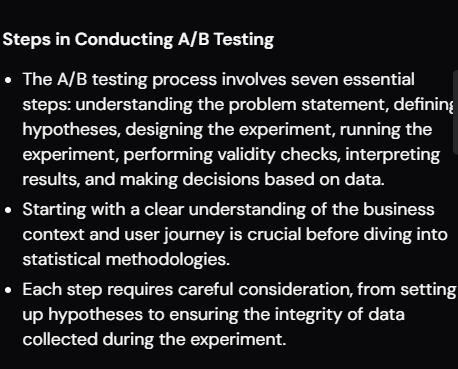 Steps in Conducting A/B Testing
• The A/B testing process involves seven essential
steps: understanding the problem statement, defining
hypotheses, designing the experiment, running the
experiment, performing validity checks, interpreting
results, and making decisions based on data.
• Starting with a clear understanding of the business
context and user journey is crucial before diving into
statistical methodologies.
• Each step requires careful consideration, from setting
up hypotheses to ensuring the integrity of data
collected during the experiment.